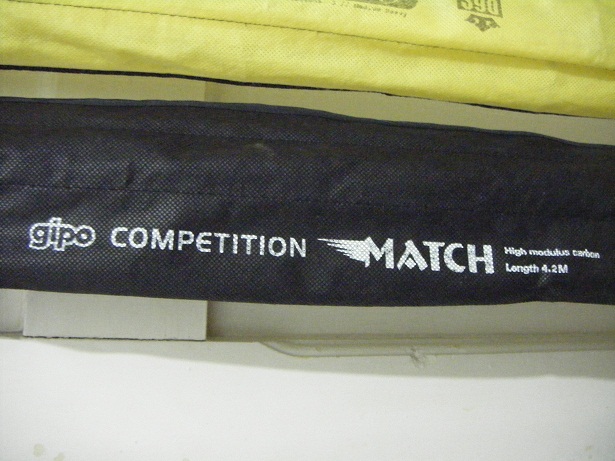 gipo COMPETITION MATCH High modulus carbon
Length 4.2M